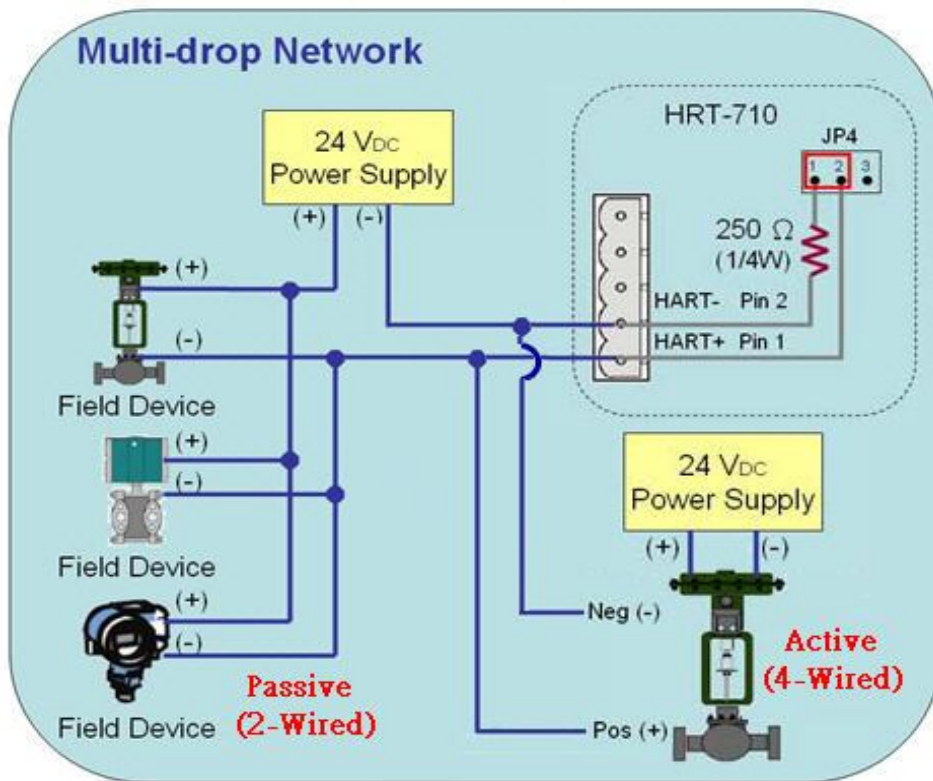 Multi-drop Network
24 VDC
Power Supply
(+) (-)
HRT-710
JP4
1 2 3
250 Ω
(1/4W)
HART- Pin 2
HART+ Pin 1
(+)
(-)
Field Device
(+)
(-)
Field Device
(+)
(-)
Field Device
Passive
(2-Wired)
24 VDC
Power Supply
(+) (-)
Neg (-)
Active
(4-Wired)
Pos (+)